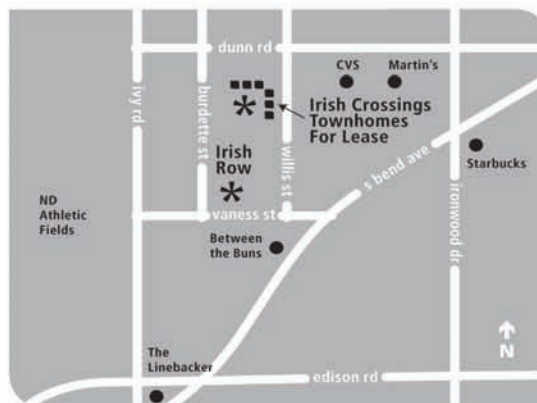 dunn rd
CVS
Martin's
ivy rd
burdette st
willis st
Irish Crossings
Townhomes
For Lease
Irish
Row
s bend ave
Starbucks
ironwood dr
ND
Athletic
Fields
vaness st
Between
the Buns
N
The
Linebacker
edison rd